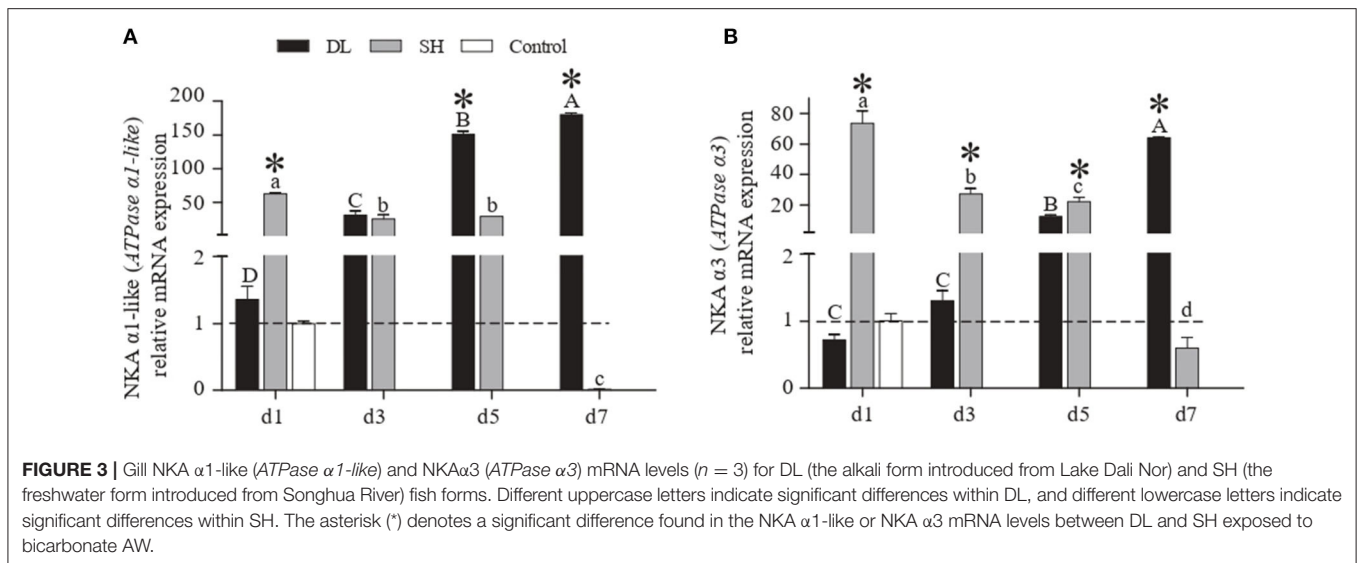 A
B
DL SH Control
NKA α1-like (ATPase α1-like)
relative mRNA expression
200
150
100
50
2
1
0
* a
D
C b
* B b
* A c
d1 d3 d5 d7
NKA α3 (ATPase α3)
relative mRNA expression
80
60
40
20
2
1
0
* a
C
* b
C
* c
B
* A
d
d1 d3 d5 d7
FIGURE 3 | Gill NKA α1-like (ATPase α1-like) and NKAα3 (ATPase α3) mRNA levels (n = 3) for DL (the alkali form introduced from Lake Dali Nor) and SH (the
freshwater form introduced from Songhua River) fish forms. Different uppercase letters indicate significant differences within DL, and different lowercase letters indicate
significant differences within SH. The asterisk (*) denotes a significant difference found in the NKA α1-like or NKA α3 mRNA levels between DL and SH exposed to
bicarbonate AW.